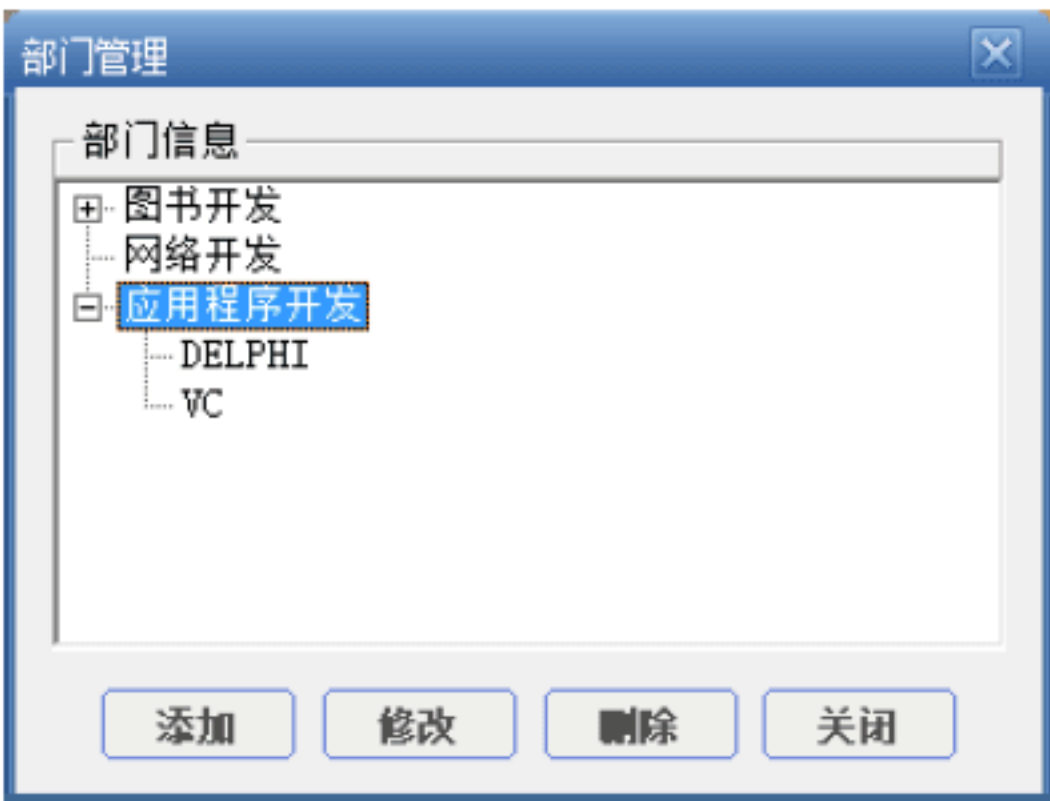 部门管理
部门信息
图书开发
网络开发
应用程序开发
DELPHI
VC
添加 修改 删除 关闭